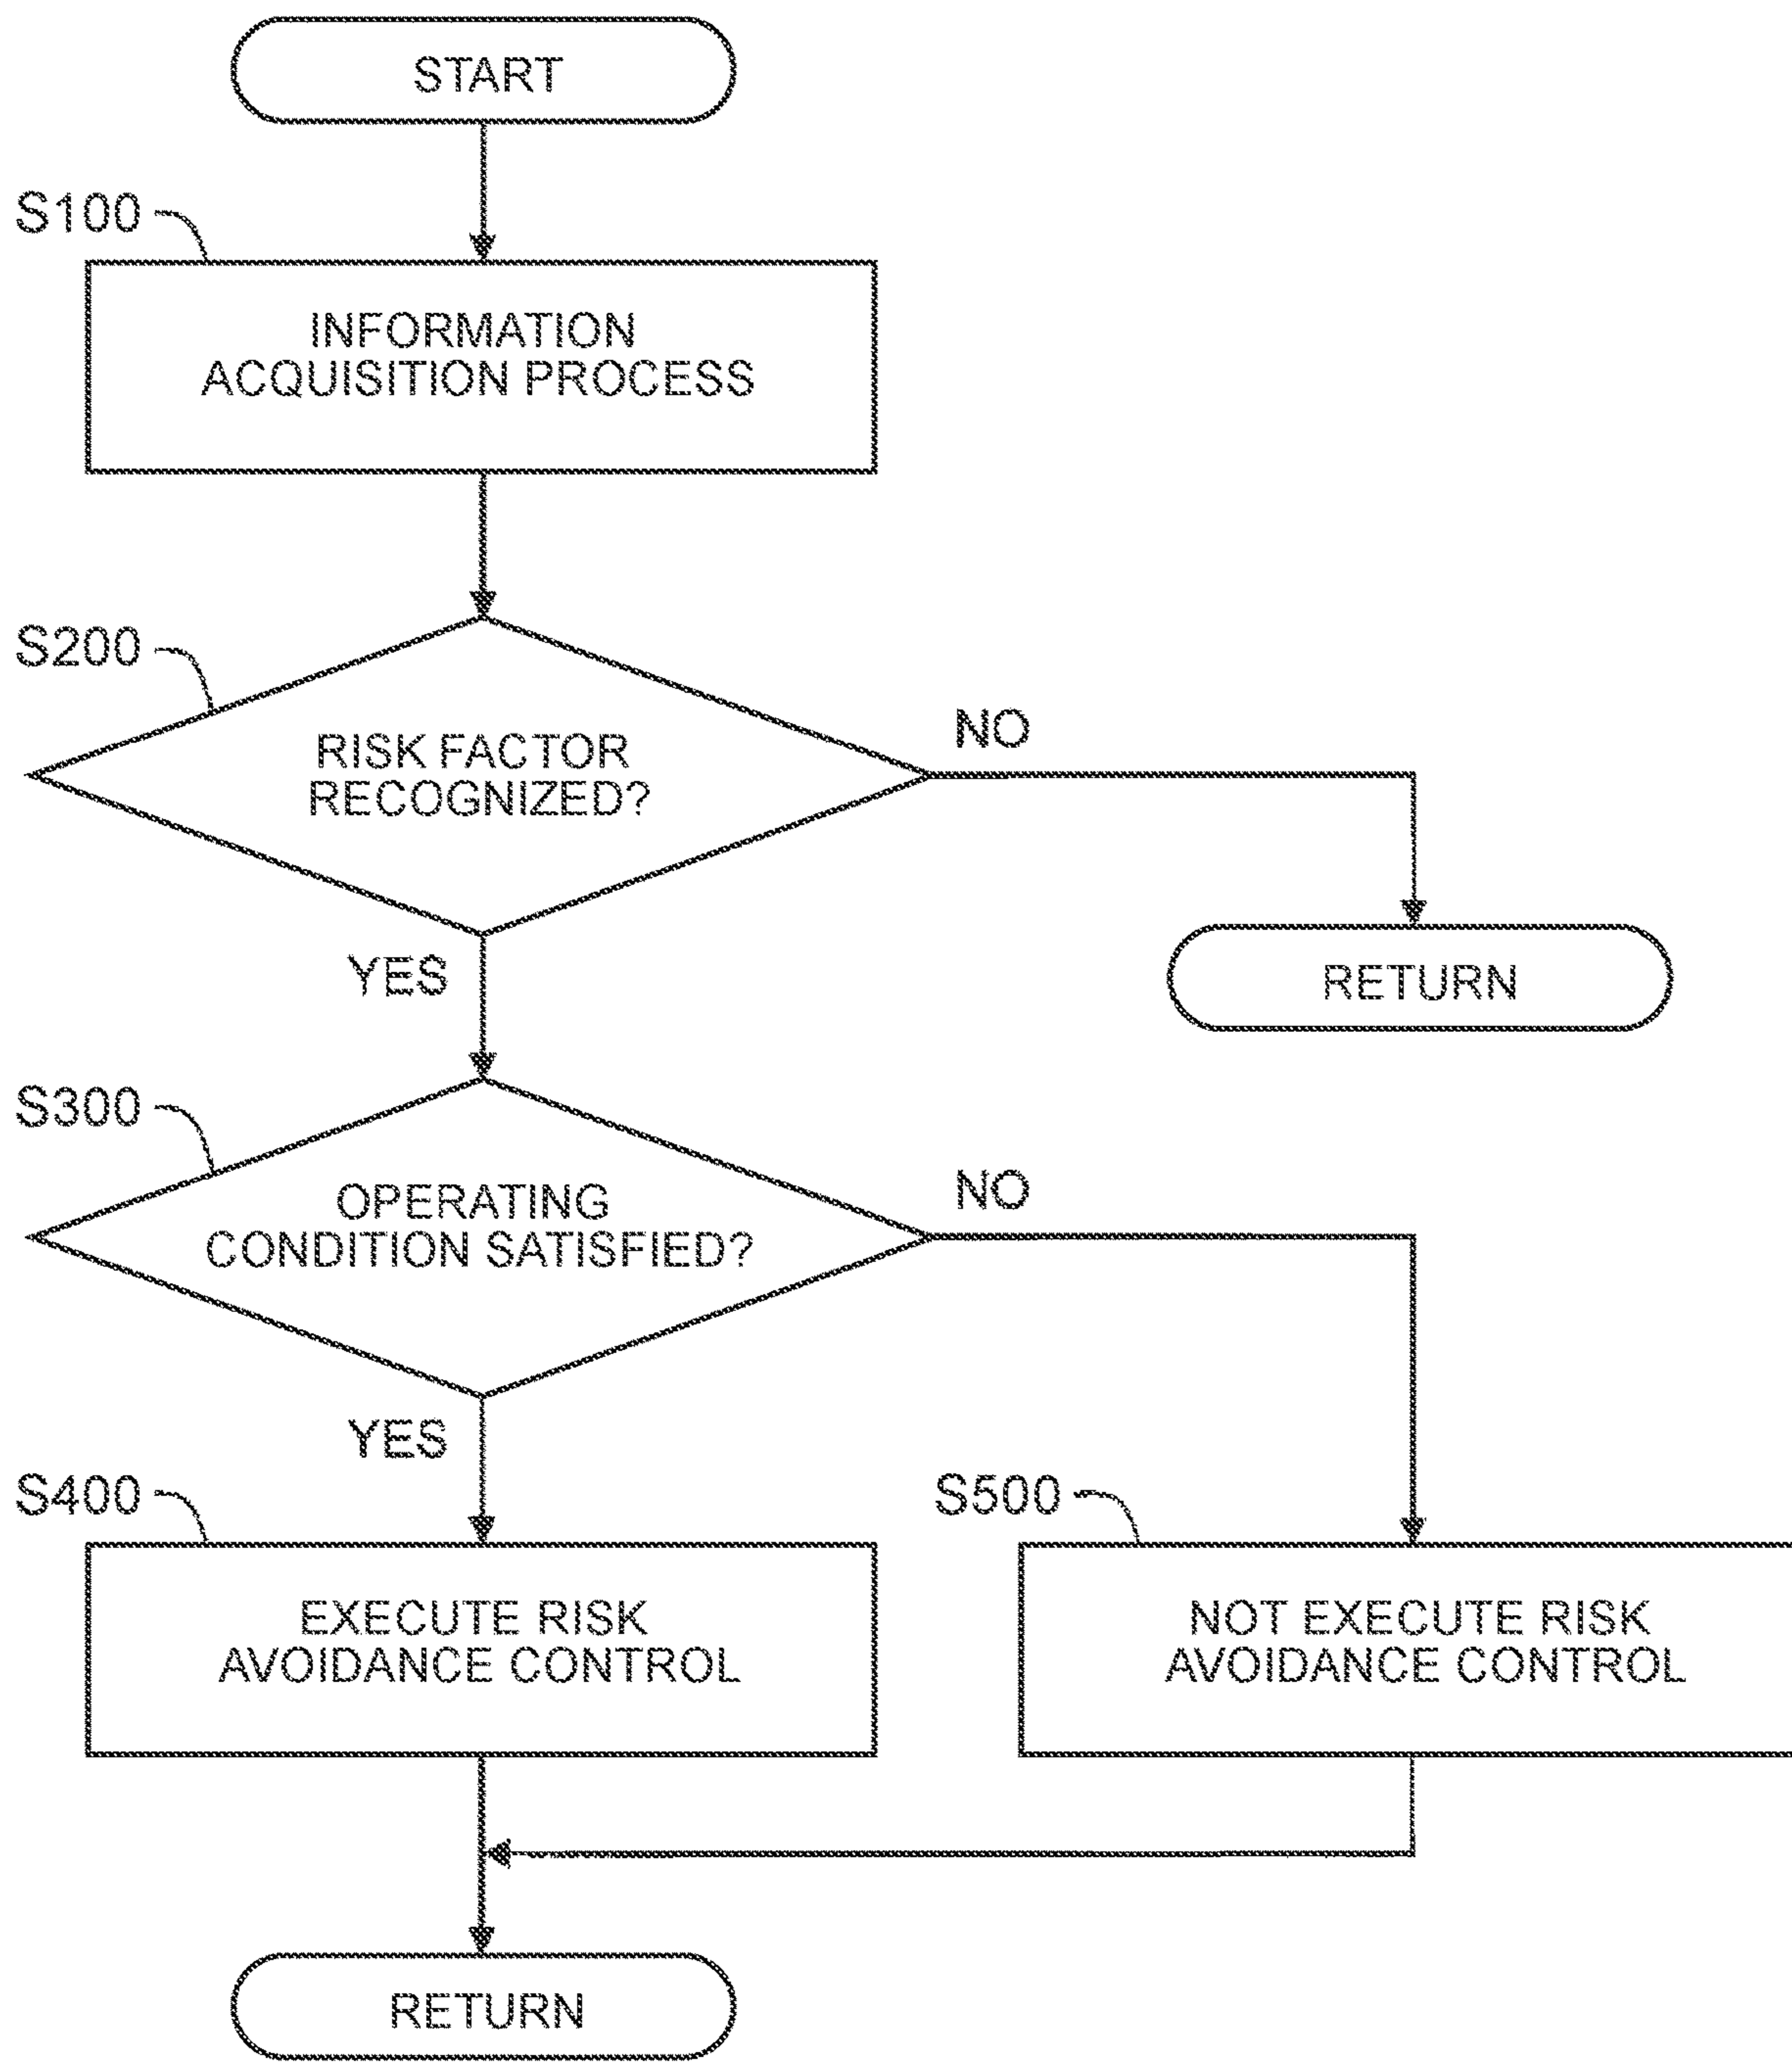 START
S100
INFORMATION
ACQUISITION PROCESS
S200
RISK FACTOR
RECOGNIZED?
NO
RETURN
YES
S300
OPERATING
CONDITION SATISFIED?
NO
YES
S400
EXECUTE RISK
AVOIDANCE CONTROL
S500
NOT EXECUTE RISK
AVOIDANCE CONTROL
RETURN